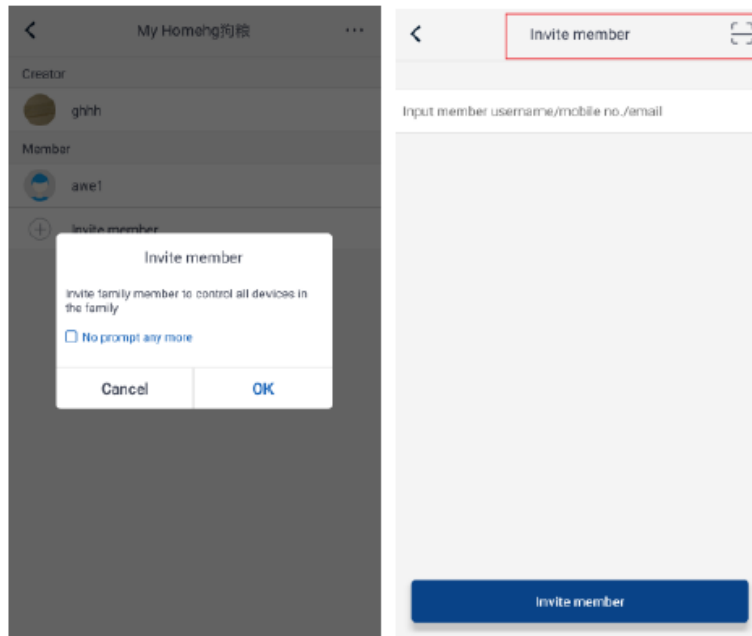 My Homehg狗粮
Creator
ghhh
Member
awe1
Invite member
Invite member
Invite family member to control all devices in
the family
No prompt any more
Cancel
OK
Invite member
Input member username/mobile no./email
Invite member